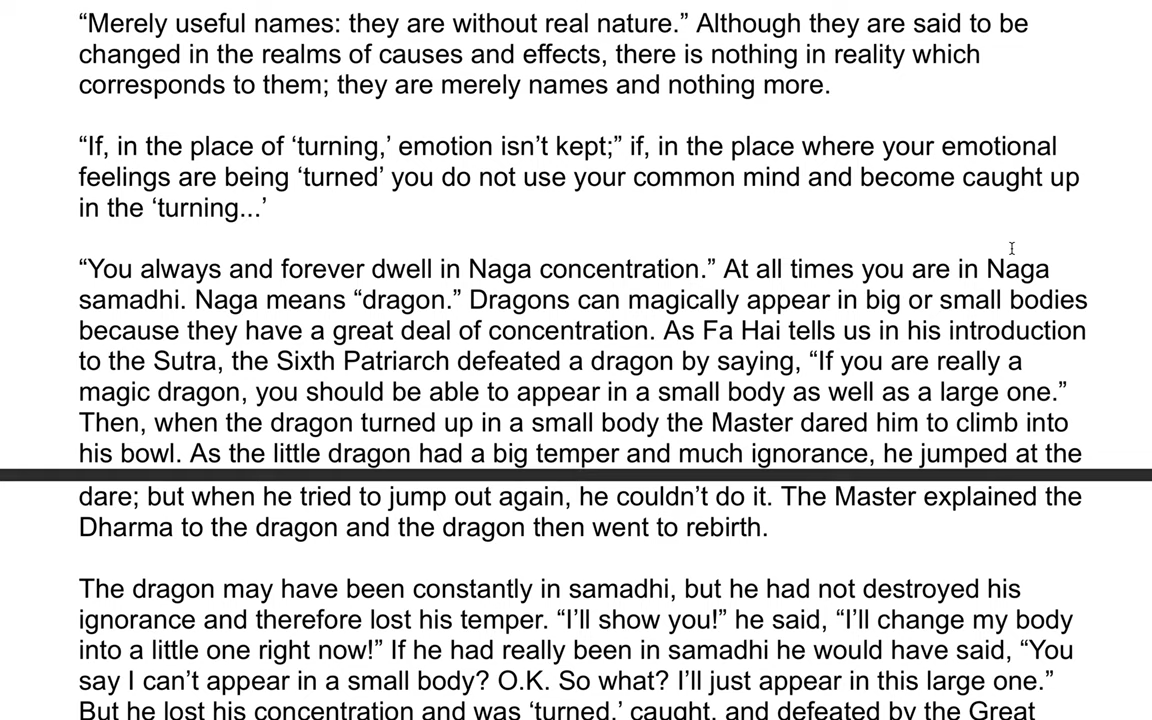 “Merely useful names: they are without real nature.” Although they are said to be
changed in the realms of causes and effects, there is nothing in reality which
corresponds to them; they are merely names and nothing more.
“If, in the place of ‘turning,’ emotion isn’t kept;” if, in the place where your emotional
feelings are being ‘turned’ you do not use your common mind and become caught up
in the ‘turning...’
“You always and forever dwell in Naga concentration.” At all times you are in Naga
samadhi. Naga means “dragon.” Dragons can magically appear in big or small bodies
because they have a great deal of concentration. As Fa Hai tells us in his introduction
to the Sutra, the Sixth Patriarch defeated a dragon by saying, “If you are really a
magic dragon, you should be able to appear in a small body as well as a large one.”
Then, when the dragon turned up in a small body the Master dared him to climb into
his bowl. As the little dragon had a big temper and much ignorance, he jumped at the
dare; but when he tried to jump out again, he couldn’t do it. The Master explained the
Dharma to the dragon and the dragon then went to rebirth.
The dragon may have been constantly in samadhi, but he had not destroyed his
ignorance and therefore lost his temper. “I’ll show you!” he said, “I’ll change my body
into a little one right now!” If he had really been in samadhi he would have said, “You
say I can’t appear in a small body? O.K. So what? I’ll just appear in this large one.”
But he lost his concentration and was ‘turned,’ caught, and defeated by the Great